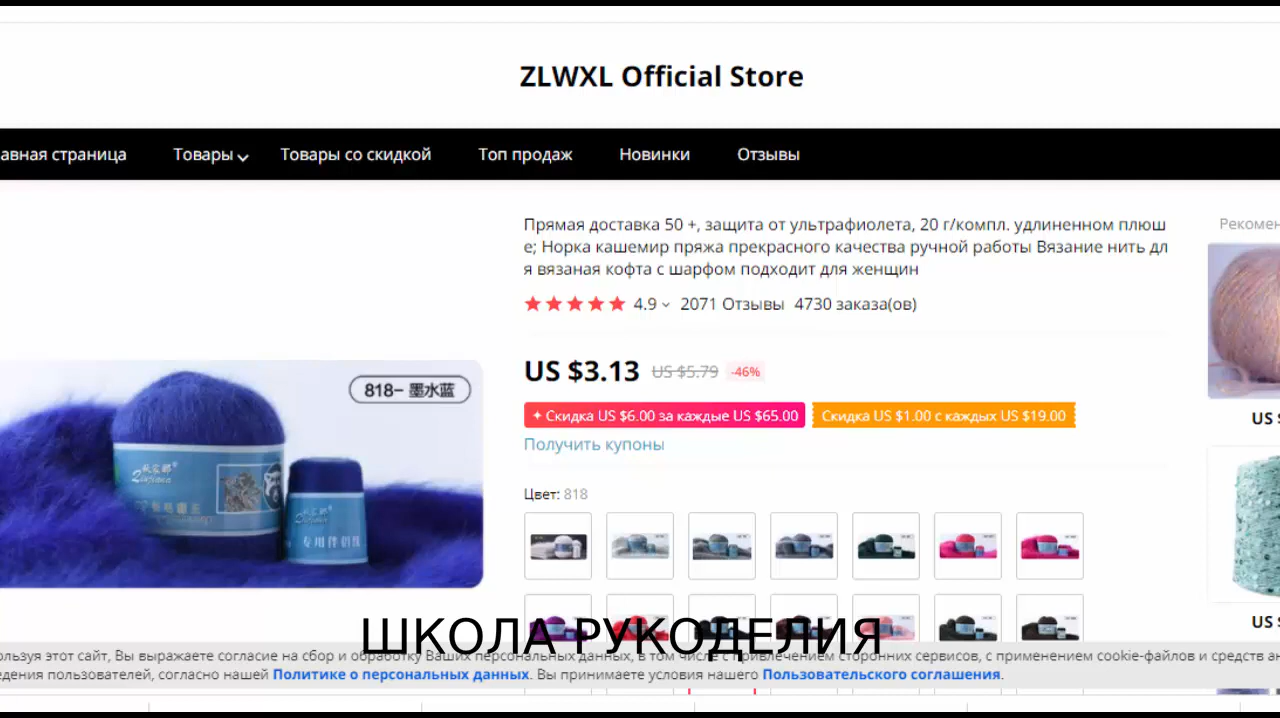 ZLWXL Official Store
авная страница Товары Товары со скидкой Топ продаж Новинки Отзывы
Прямая доставка 50 +, защита от ультрафиолета, 20 г/компл. удлиненном плюш
е; Норка кашемир пряжа прекрасного качества ручной работы Вязание нить дл
я вязаная кофта с шарфом подходит для женщин
Рекомен
4.9 2071 Отзывы 4730 заказа(ов)
US $3.13 US $5.79 -46%
818- 墨水蓝
Скидка US $6.00 за каждые US $65.00 Скидка US $1.00 с каждых US $19.00
US
Получить купоны
Цвет: 818
专用伴侣线
US
ШКОЛА РУКОДЕЛИЯ
ользуя этот сайт, Вы выражаете согласие на сбор и обработку Ваших персональных данных, в том числе с привлечением сторонних сервисов, с применением cookie-файлов и средств ан
едения пользователей, согласно нашей Политике о персональных данных. Вы принимаете условия нашего Пользовательского соглашения.